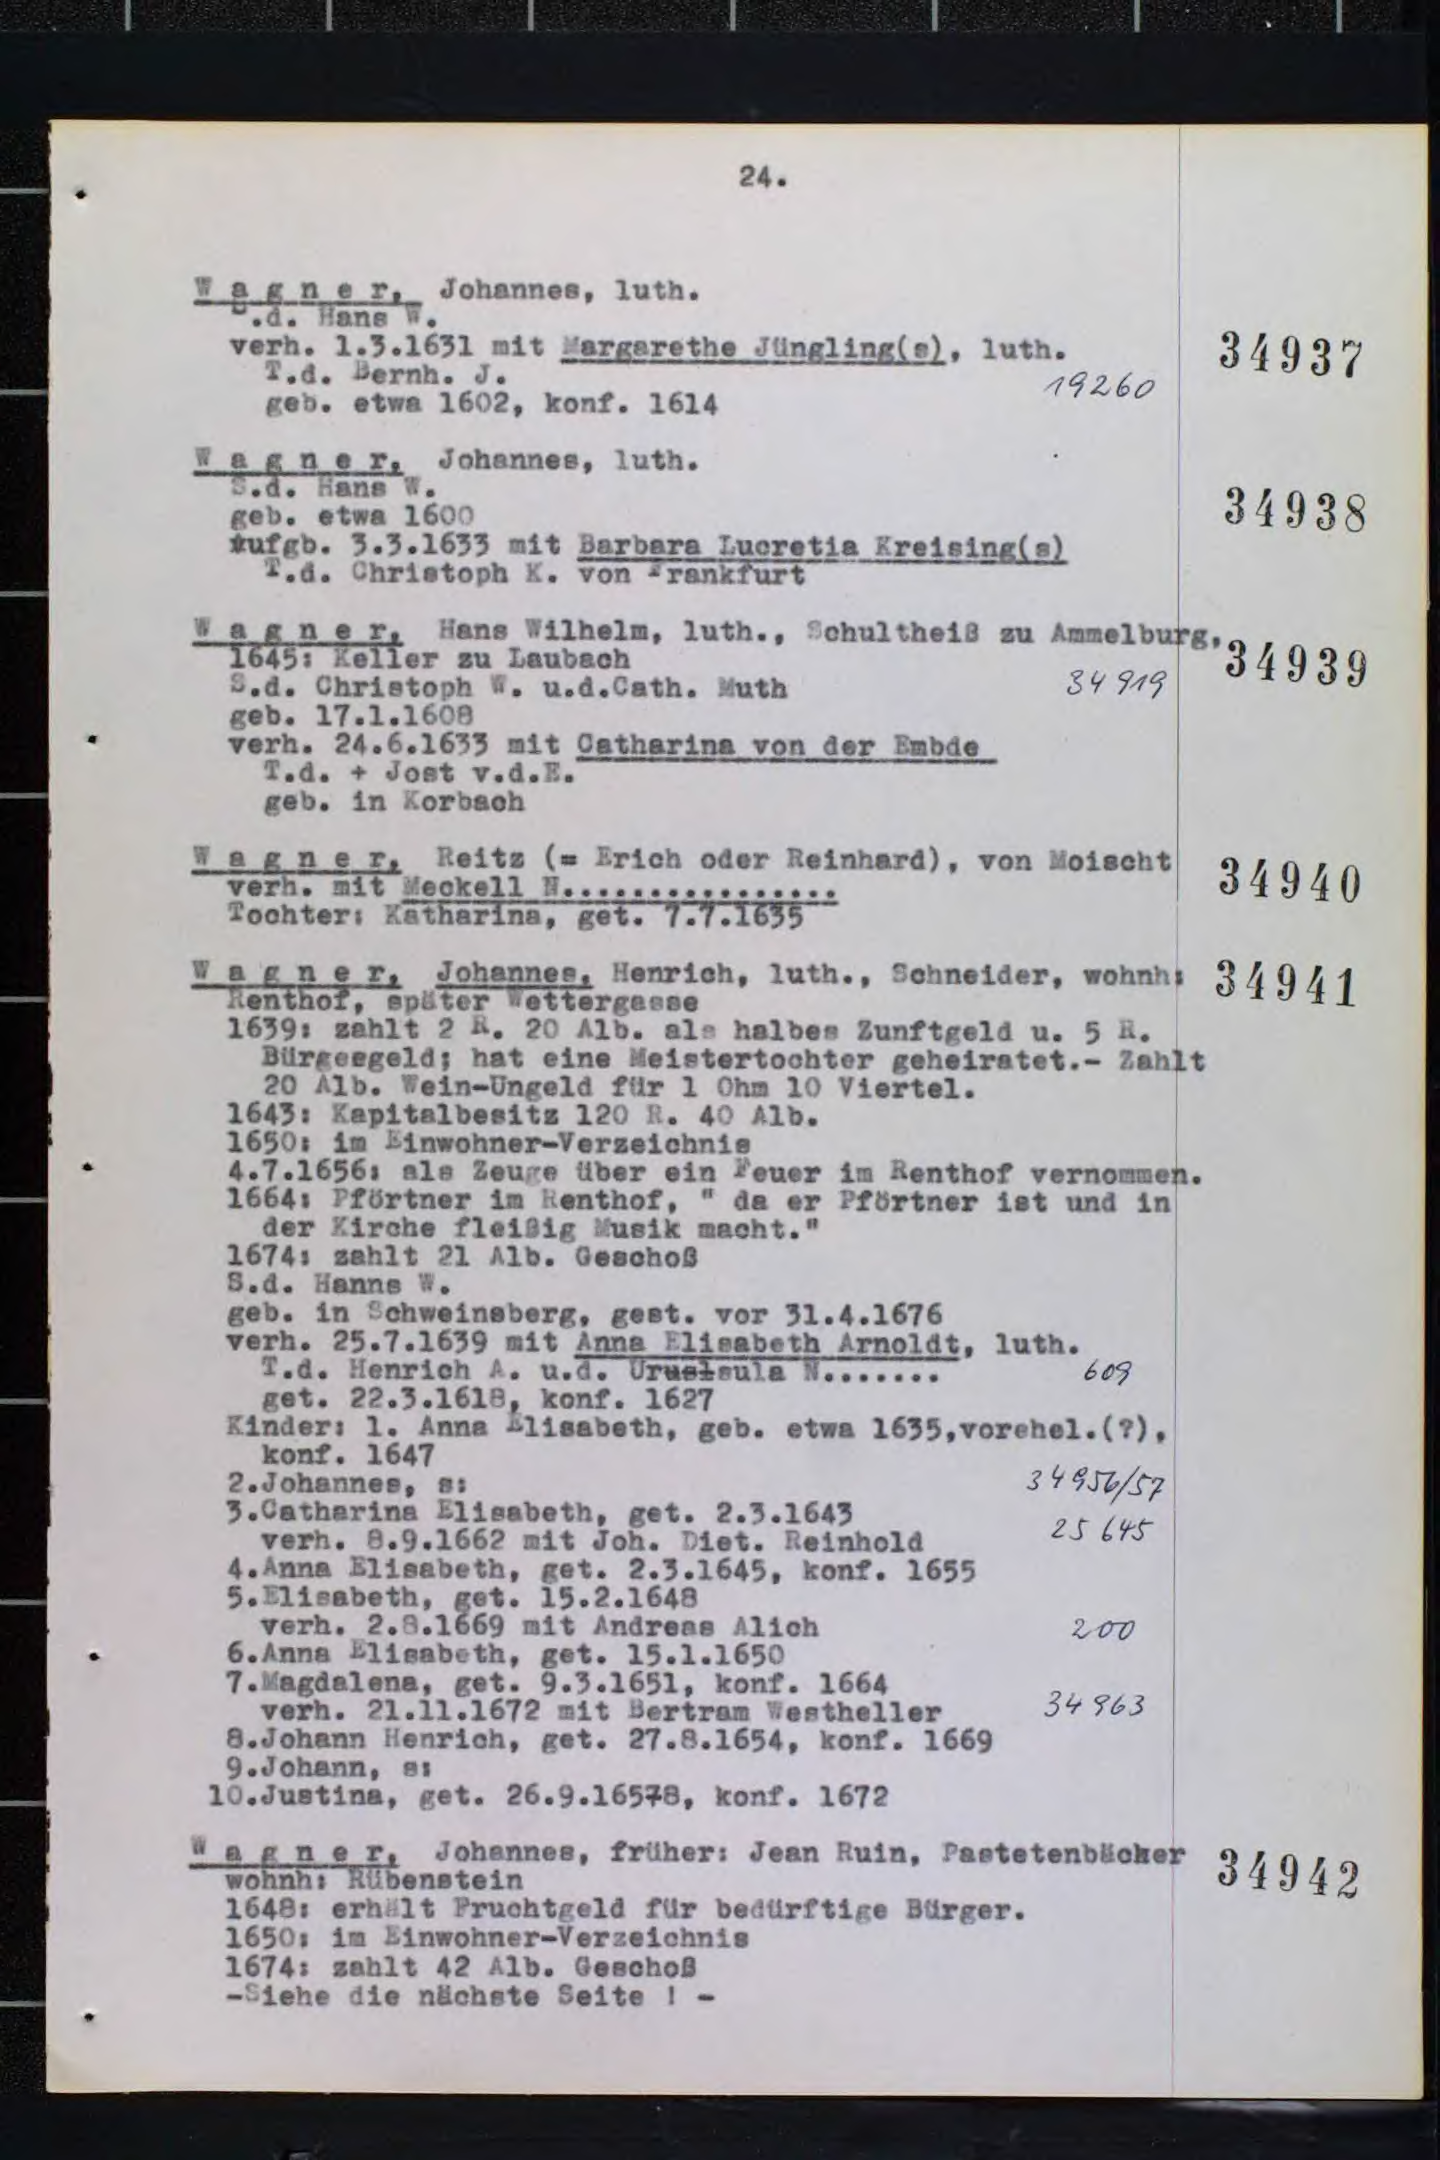 24.
W a g n e r, Johannes, luth.
S.d. Hans W.
verh. 1.3.1631 mit Margarethe Jüngling(s), luth. 34937
T.d. Bernh. J. 19260
geb. etwa 1602, konf. 1614
W a g n e r, Johannes, luth.
S.d. Hans W. 34938
geb. etwa 1600
aufgb. 3.3.1633 mit Barbara Lucretia Kreising(s)
T.d. Christoph K. von Frankfurt
W a g n e r, Hans Wilhelm, luth., Schultheiß zu Ammelburg, 34939
1645: Keller zu Laubach
S.d. Christoph W. u.d.Cath. Muth 34919
geb. 17.1.1608
verh. 24.6.1633 mit Catharina von der Embde
T.d. + Jost v.d.E.
geb. in Korbach
W a g n e r, Reitz (= Erich oder Reinhard), von Moischt 34940
verh. mit Meckell N................
Tochter: Katharina, get. 7.7.1635
W a g n e r, Johannes, Henrich, luth., Schneider, wohnh: 34941
Renthof, später Wettergasse
1639: zahlt 2 R. 20 Alb. als halbes Zunftgeld u. 5 R.
Bürgeegeld; hat eine Meistertochter geheiratet.- Zahlt
20 Alb. Wein-Ungeld für 1 Ohm 10 Viertel.
1643: Kapitalbesitz 120 R. 40 Alb.
1650: im Einwohner-Verzeichnis
4.7.1656: als Zeuge über ein Feuer im Renthof vernommen.
1664: Pförtner im Renthof, " da er Pförtner ist und in
der Kirche fleißig Musik macht."
1674: zahlt 21 Alb. Geschoß
S.d. Hanns W.
geb. in Schweinsberg, gest. vor 31.4.1676
verh. 25.7.1639 mit Anna Elisabeth Arnoldt, luth.
T.d. Henrich A. u.d. Uruslsula N....... 609
get. 22.3.1618, konf. 1627
Kinder: 1. Anna Elisabeth, geb. etwa 1635,vorehel.(?),
konf. 1647
2.Johannes, s: 34956/57
3.Catharina Elisabeth, get. 2.3.1643
verh. 8.9.1662 mit Joh. Diet. Reinhold 25645
4.Anna Elisabeth, get. 2.3.1645, konf. 1655
5.Elisabeth, get. 15.2.1648
verh. 2.8.1669 mit Andreas Alich 200
6.Anna Elisabeth, get. 15.1.1650
7.Magdalena, get. 9.3.1651, konf. 1664
verh. 21.11.1672 mit Bertram Westheller 34963
8.Johann Henrich, get. 27.8.1654, konf. 1669
9.Johann, s:
10.Justina, get. 26.9.16578, konf. 1672
W a g n e r, Johannes, früher: Jean Ruin, Pastetenbäcker 34942
wohnh: Rübenstein
1648: erhält Fruchtgeld für bedürftige Bürger.
1650: im Einwohner-Verzeichnis
1674: zahlt 42 Alb. Geschoß
-Siehe die nächste Seite ! -